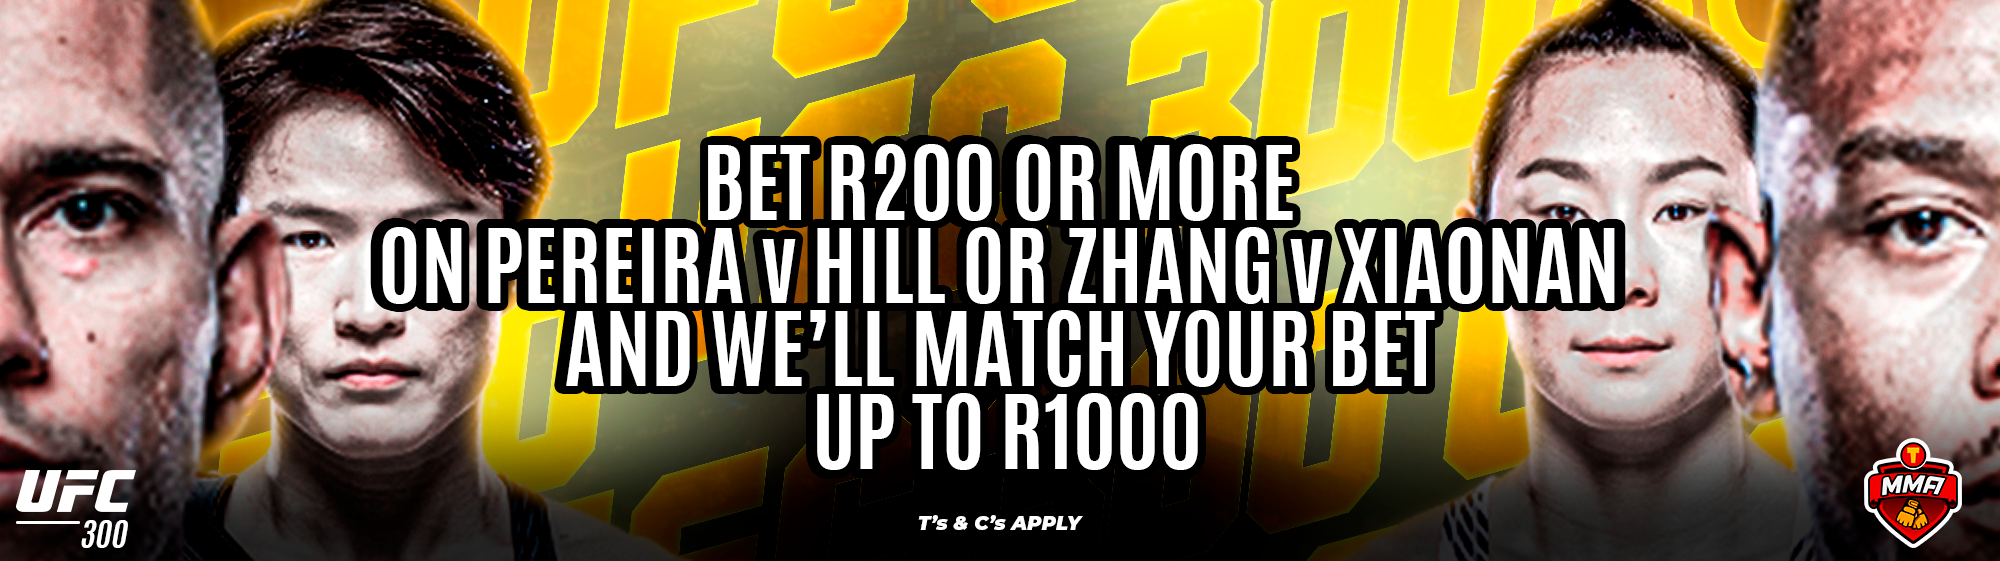 BET R200 OR MORE
ON PEREIRA v HILL OR ZHANG v XIAONAN
AND WE'LL MATCH YOUR BET
UP TO R1000
T's & C's APPLY
UFC
300
T
MMA